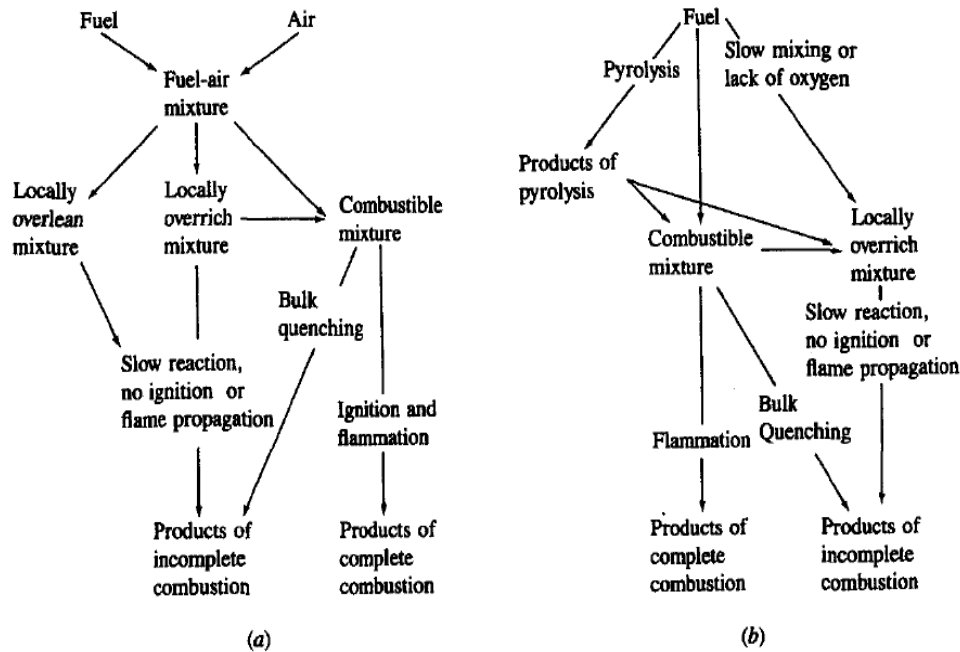 Fuel
Air
Fuel-air
mixture
Locally
overlean
mixture
Locally
overrich
mixture
Combustible
mixture
Bulk
quenching
Slow reaction,
no ignition or
flame propagation
Ignition and
flammation
Products of
incomplete
combustion
Products of
complete
combustion
(a)
Fuel
Pyrolysis
Slow mixing or
lack of oxygen
Products of
pyrolysis
Combustible
mixture
Locally
overrich
mixture
Slow reaction,
no ignition or
flame propagation
Flammation
Bulk
Quenching
Products of
complete
combustion
Products of
incomplete
combustion
(b)